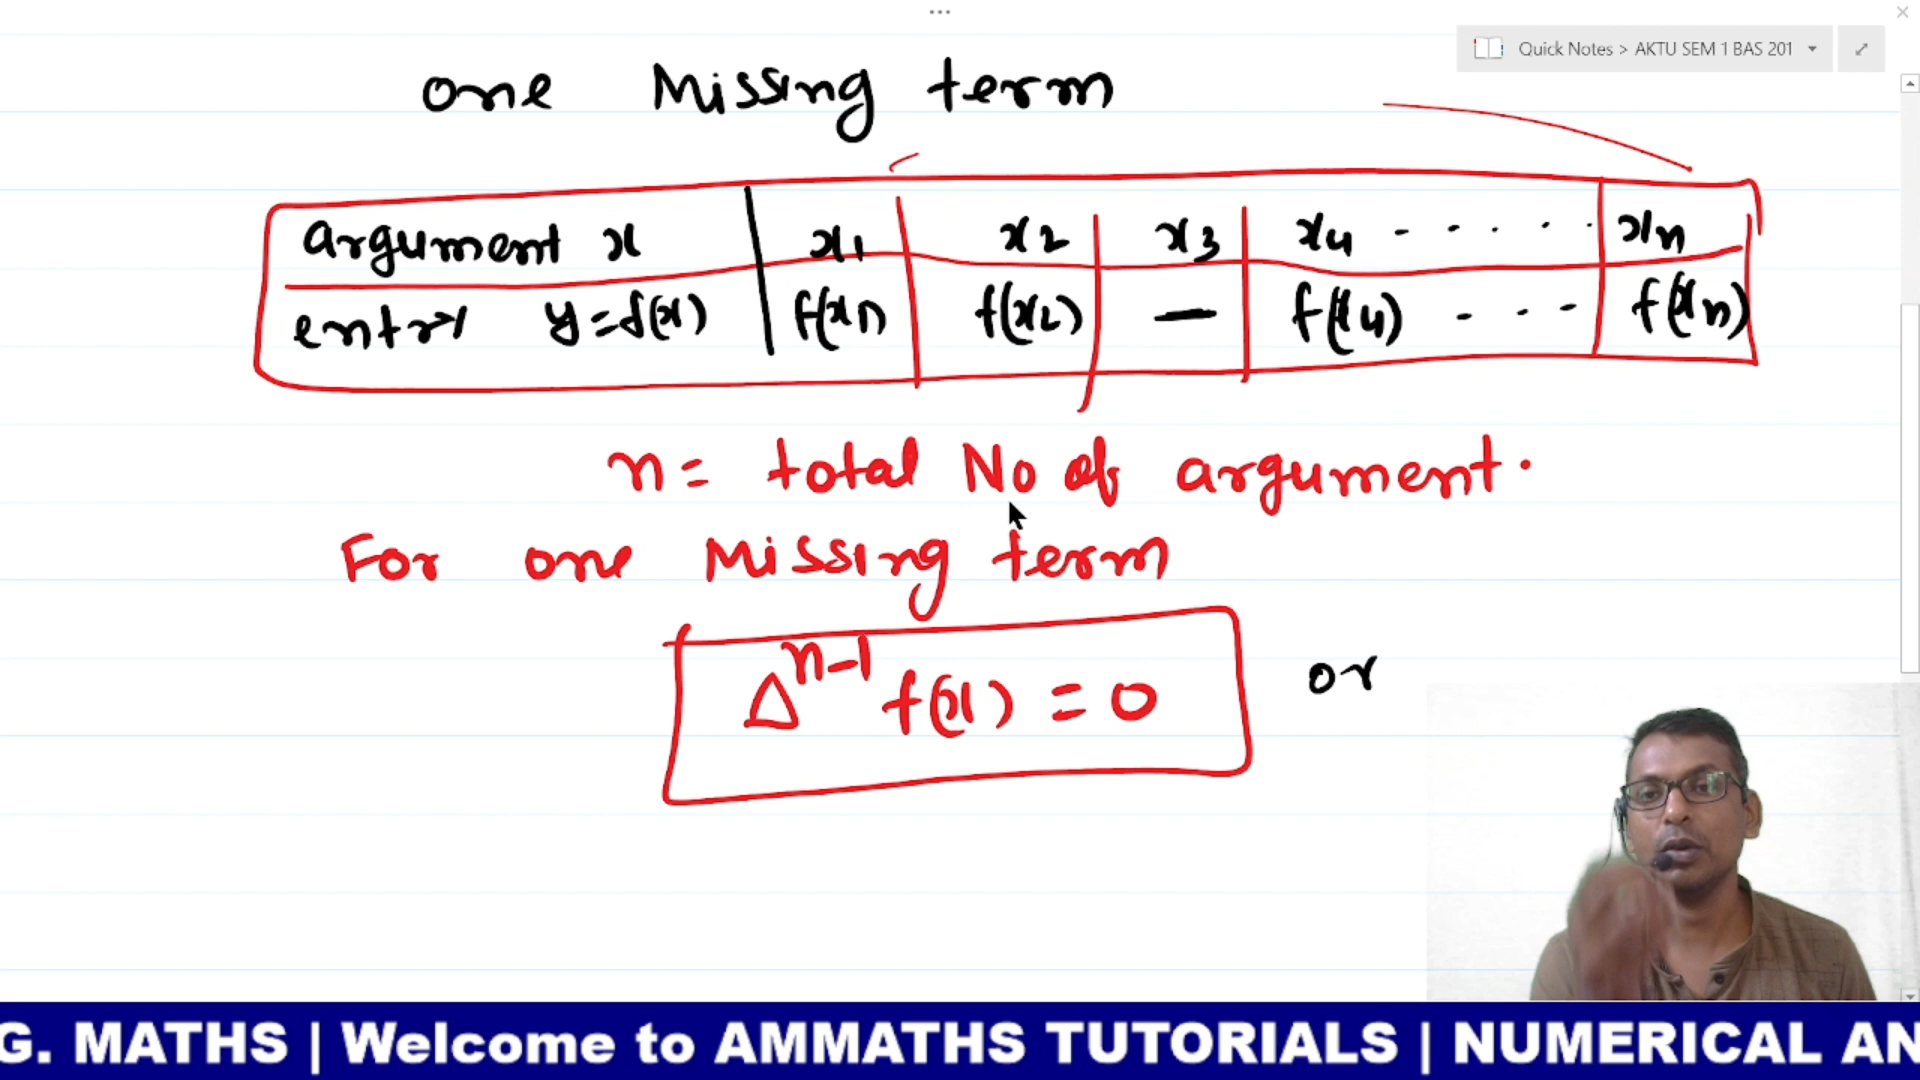 ...
Quick Notes > AKTU SEM 1 BAS 201
one Missing term
argument x x1 x2 x3 x4 - · · · · · xn
entry y=f(x) f(x1) f(x2) — f(x4) - · · - f(xn)
n = total No of argument.
For one Missing term
Δ^n-1 f(x) = 0 or
G. MATHS | Welcome to AMMATHS TUTORIALS | NUMERICAL AN